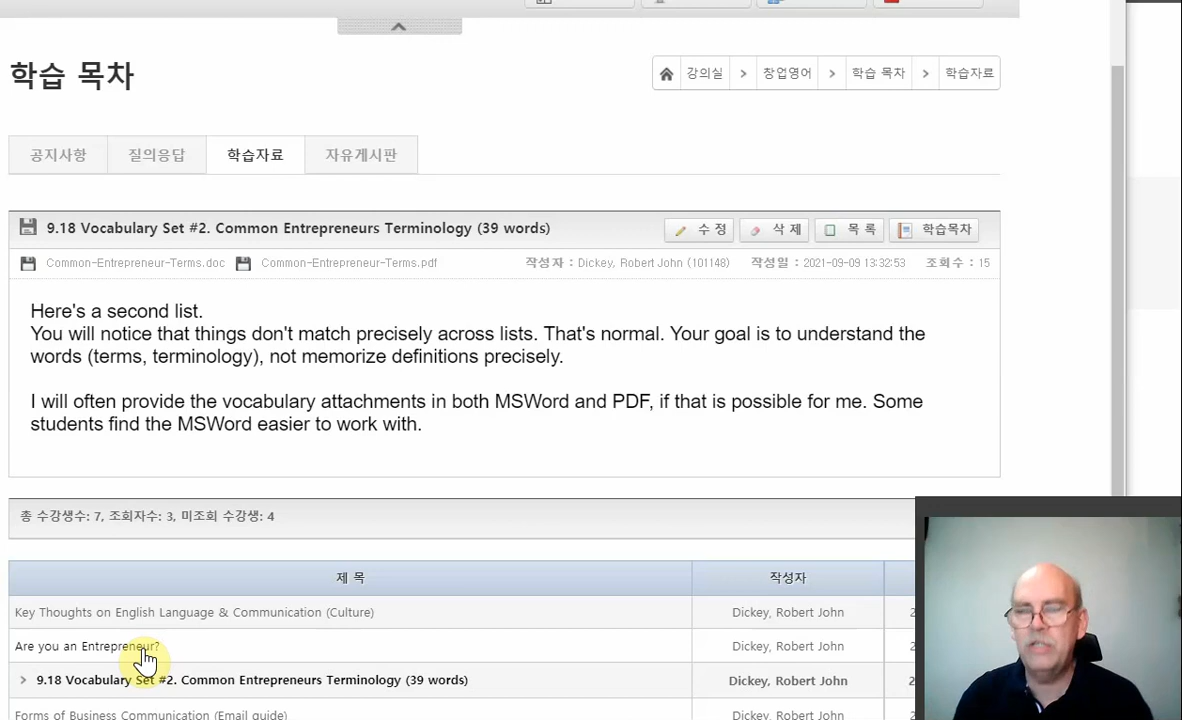 학습 목차
강의실 > 창업영어 > 학습 목차 > 학습자료
공지사항 질의응답 학습자료 자유게시판
9.18 Vocabulary Set #2. Common Entrepreneurs Terminology (39 words) 수 정 삭 제 목 록 학습목차
Common-Entrepreneur-Terms.doc Common-Entrepreneur-Terms.pdf 작성자 : Dickey, Robert John (101148) 작성일 : 2021-09-09 13:32:53 조회수 : 15
Here's a second list.
You will notice that things don't match precisely across lists. That's normal. Your goal is to understand the
words (terms, terminology), not memorize definitions precisely.
I will often provide the vocabulary attachments in both MSWord and PDF, if that is possible for me. Some
students find the MSWord easier to work with.
총 수강생수: 7, 조회자수: 3, 미조회 수강생: 4
제 목 작성자
Key Thoughts on English Language & Communication (Culture) Dickey, Robert John 2
Are you an Entrepreneur? Dickey, Robert John 2
> 9.18 Vocabulary Set #2. Common Entrepreneurs Terminology (39 words) Dickey, Robert John 2
Forms of Business Communication (Email guide) Dickey, Robert John 2